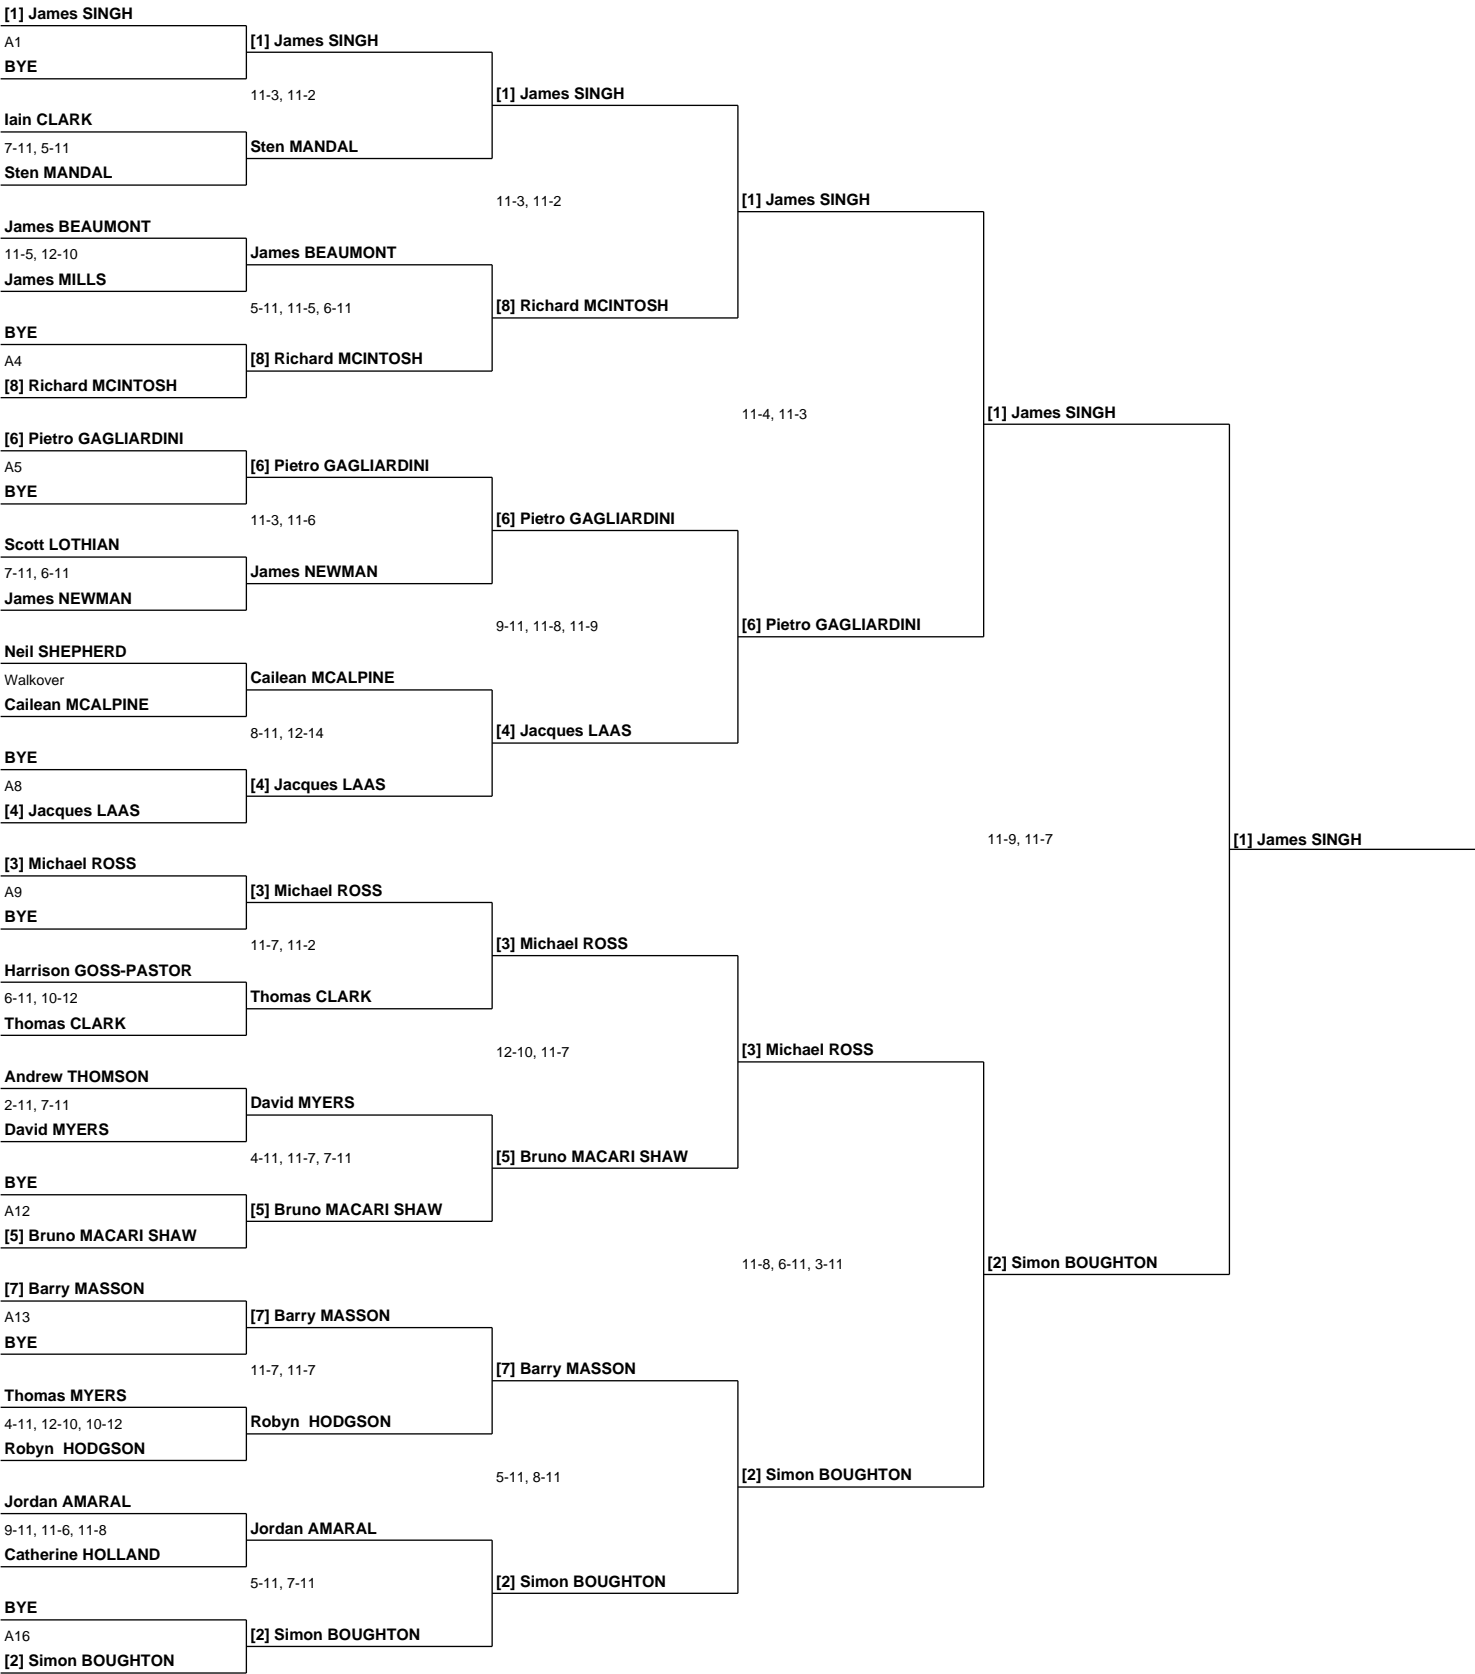 [1] James SINGH
A1
BYE
Iain CLARK
7-11, 5-11
Sten MANDAL
James BEAUMONT
11-5, 12-10
James MILLS
BYE
A4
[8] Richard MCINTOSH
[6] Pietro GAGLIARDINI
A5
BYE
Scott LOTHIAN
7-11, 6-11
James NEWMAN
Neil SHEPHERD
Walkover
Cailean MCALPINE
BYE
A8
[4] Jacques LAAS
[3] Michael ROSS
A9
BYE
Harrison GOSS-PASTOR
6-11, 10-12
Thomas CLARK
Andrew THOMSON
2-11, 7-11
David MYERS
BYE
A12
[5] Bruno MACARI SHAW
[7] Barry MASSON
A13
BYE
Thomas MYERS
4-11, 12-10, 10-12
Robyn  HODGSON
Jordan AMARAL
9-11, 11-6, 11-8
Catherine HOLLAND
BYE
A16
[2] Simon BOUGHTON
[1] James SINGH
11-3, 11-2
Sten MANDAL
James BEAUMONT
5-11, 11-5, 6-11
[8] Richard MCINTOSH
[6] Pietro GAGLIARDINI
11-3, 11-6
James NEWMAN
Cailean MCALPINE
8-11, 12-14
[4] Jacques LAAS
[3] Michael ROSS
11-7, 11-2
Thomas CLARK
David MYERS
4-11, 11-7, 7-11
[5] Bruno MACARI SHAW
[7] Barry MASSON
11-7, 11-7
Robyn  HODGSON
Jordan AMARAL
5-11, 7-11
[2] Simon BOUGHTON
[1] James SINGH
11-3, 11-2
[8] Richard MCINTOSH
[6] Pietro GAGLIARDINI
9-11, 11-8, 11-9
[4] Jacques LAAS
[3] Michael ROSS
12-10, 11-7
[5] Bruno MACARI SHAW
[7] Barry MASSON
5-11, 8-11
[2] Simon BOUGHTON
[1] James SINGH
11-4, 11-3
[6] Pietro GAGLIARDINI
[3] Michael ROSS
11-8, 6-11, 3-11
[2] Simon BOUGHTON
[1] James SINGH
11-9, 11-7
[2] Simon BOUGHTON
[1] James SINGH